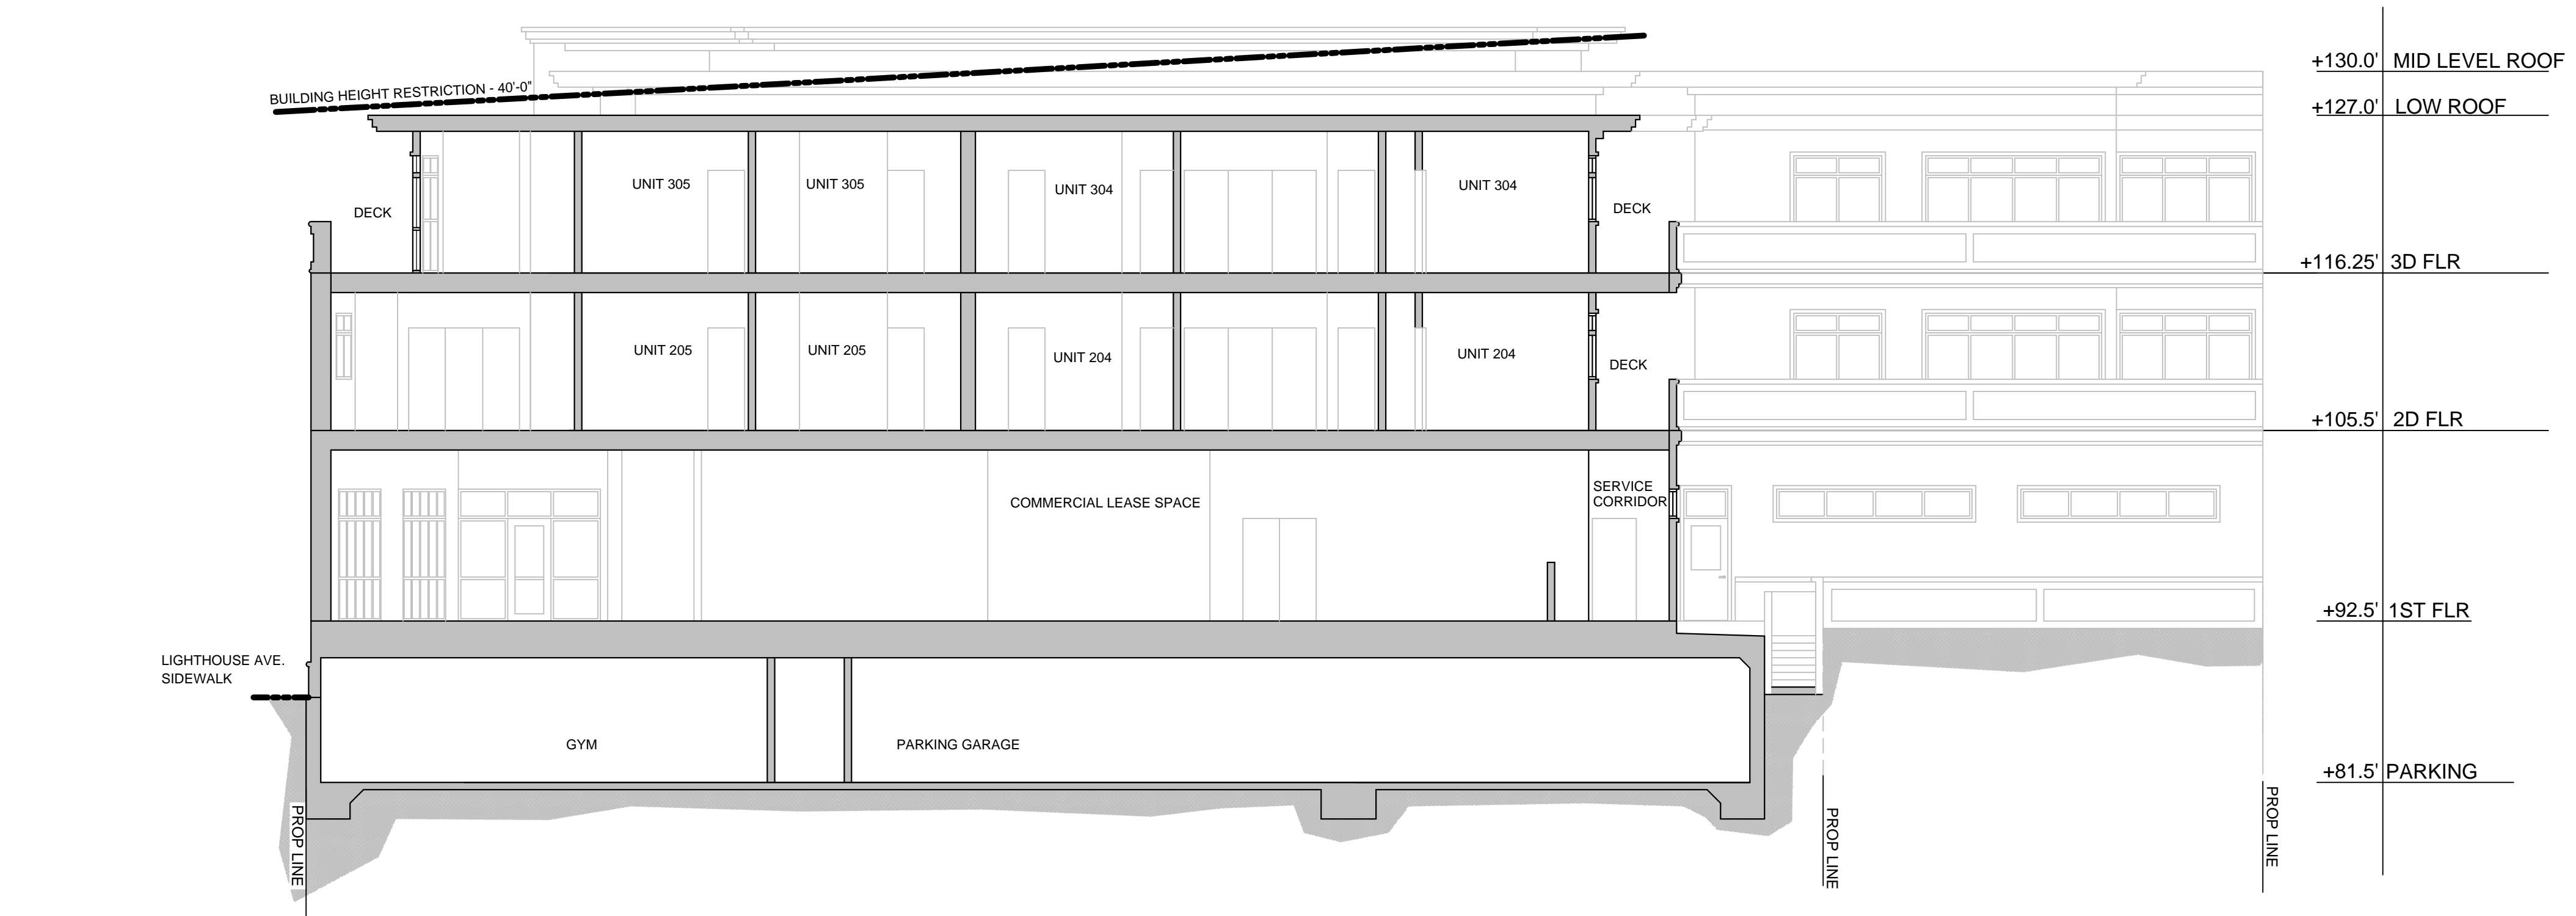 +130.0' MID LEVEL ROOF
BUILDING HEIGHT RESTRICTION - 40'-0"
+127.0' LOW ROOF
UNIT 305
UNIT 305
UNIT 304
UNIT 304
DECK
DECK
+116.25' 3D FLR
UNIT 205
UNIT 205
UNIT 204
UNIT 204
DECK
+105.5' 2D FLR
COMMERCIAL LEASE SPACE
SERVICE
CORRIDOR
+92.5' 1ST FLR
LIGHTHOUSE AVE.
SIDEWALK
GYM
PARKING GARAGE
+81.5' PARKING
PROP LINE
PROP LINE
PROP LINE